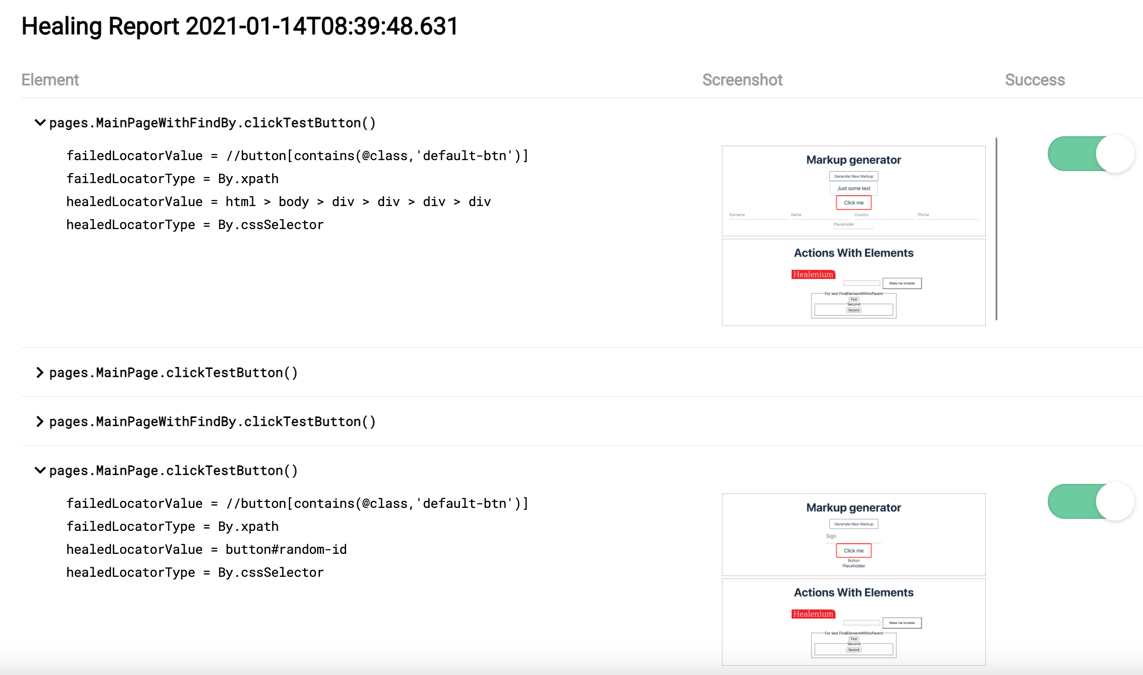 Healing Report 2021-01-14T08:39:48.631
Element Screenshot Success
pages.MainPageWithFindBy.clickTestButton()
failedLocatorValue = //button[contains(@class,'default-btn')]
failedLocatorType = By.xpath
healedLocatorValue = html > body > div > div > div > div
healedLocatorType = By.cssSelector
Markup generator
Generate New Markup
Just some text
Click me
Surname Name Country Phone
Placeholder
Actions With Elements
Healenium
Make me invisible
For test FindElementWithinParent
First
Second
Second
pages.MainPage.clickTestButton()
pages.MainPageWithFindBy.clickTestButton()
pages.MainPage.clickTestButton()
failedLocatorValue = //button[contains(@class,'default-btn')]
failedLocatorType = By.xpath
healedLocatorValue = button#random-id
healedLocatorType = By.cssSelector
Markup generator
Generate New Markup
Sign
Click me
Button
Placeholder
Actions With Elements
Healenium
Make me invisible
For test FindElementWithinParent
First
Second
Second